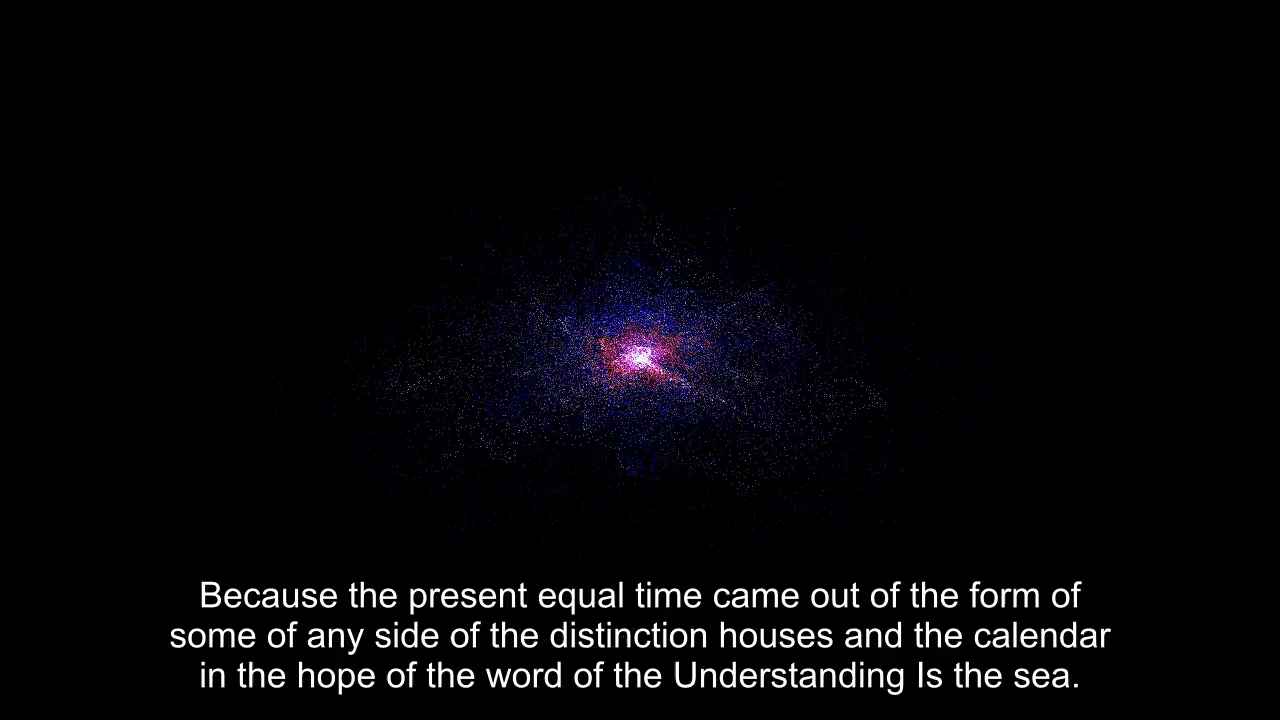 Because the present equal time came out of the form of
some of any side of the distinction houses and the calendar
in the hope of the word of the Understanding Is the sea.